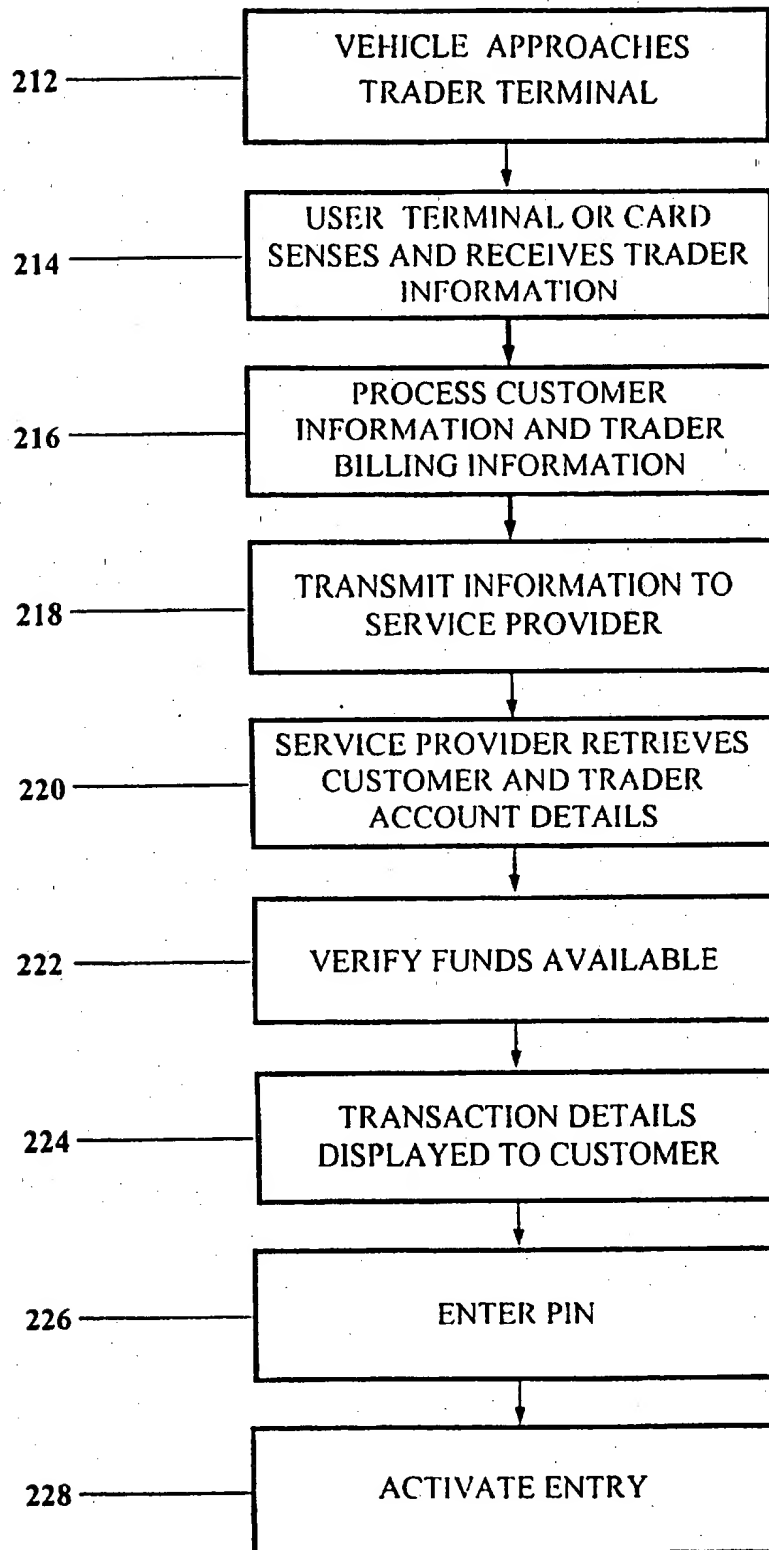 VEHICLE APPROACHES
212
TRADER TERMINAL
USER TERMINAL OR CARD
214
SENSES AND RECEIVES TRADER
INFORMATION
PROCESS CUSTOMER
216
INFORMATION AND TRADER
BILLING INFORMATION
TRANSMIT INFORMATION TO
218
SERVICE PROVIDER
SERVICE PROVIDER RETRIEVES
220
CUSTOMER AND TRADER
ACCOUNT DETAILS
222
VERIFY FUNDS AVAILABLE
TRANSACTION DETAILS
224
DISPLAYED TO CUSTOMER
226
ENTER PIN
228
ACTIVATE ENTRY